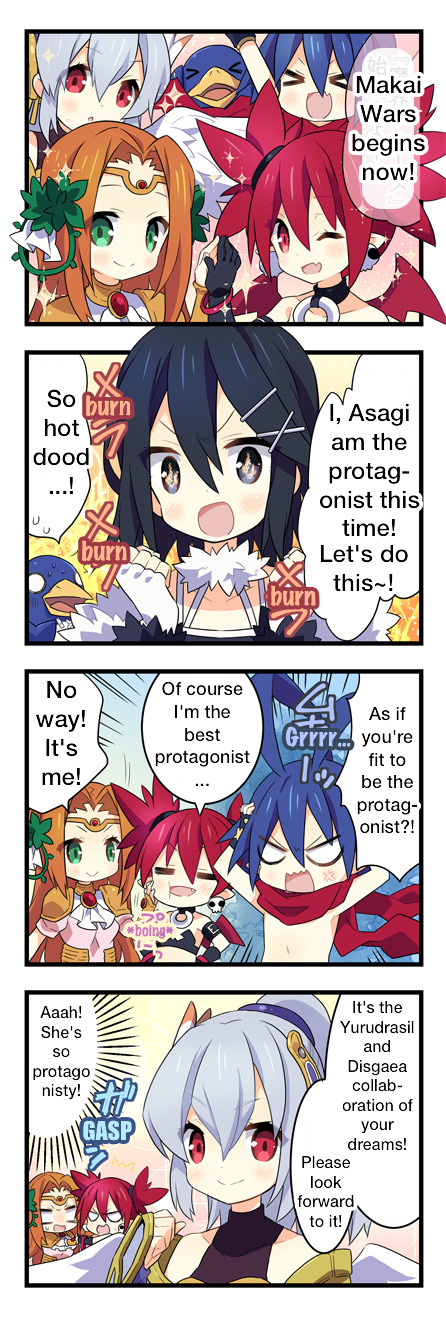 Makai
Wars
begins
now!
I, Asagi
am the
protag-
onist this
time!
Let's do
this~!
burn
burn
burn
So
hot
dood
...!
As if
you're
fit to
be the
protag-
onist?!
Grrrr...
Of course
I'm the
best
protagonist
...
*boing*
No
way!
It's
me!
It's the
Yurudrasil
and
Disgaea
collab-
oration of
your
dreams!
Please
look
forward
to it!
ガ
GASP
ン
Aaah!
She's
so
protago
nisty!